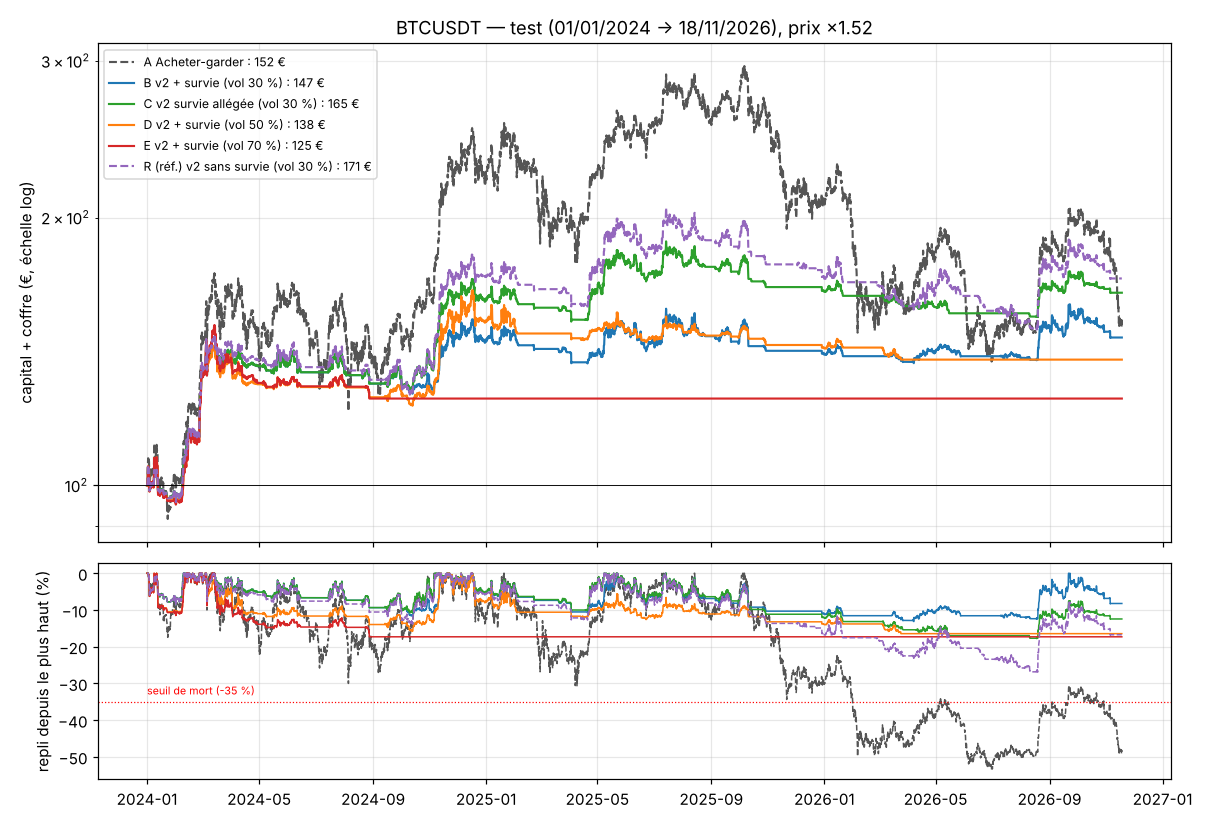 BTCUSDT — test (01/01/2024 → 18/11/2026), prix ×1.52
A Acheter-garder : 152 €
B v2 + survie (vol 30 %) : 147 €
C v2 survie allégée (vol 30 %) : 165 €
D v2 + survie (vol 50 %) : 138 €
E v2 + survie (vol 70 %) : 125 €
R (réf.) v2 sans survie (vol 30 %) : 171 €
capital + coffre (€, échelle log)
3 × 10²
2 × 10²
10²
repli depuis le plus haut (%)
0
−10
−20
−30
−40
−50
seuil de mort (−35 %)
2024-01 2024-05 2024-09 2025-01 2025-05 2025-09 2026-01 2026-05 2026-09 2027-01